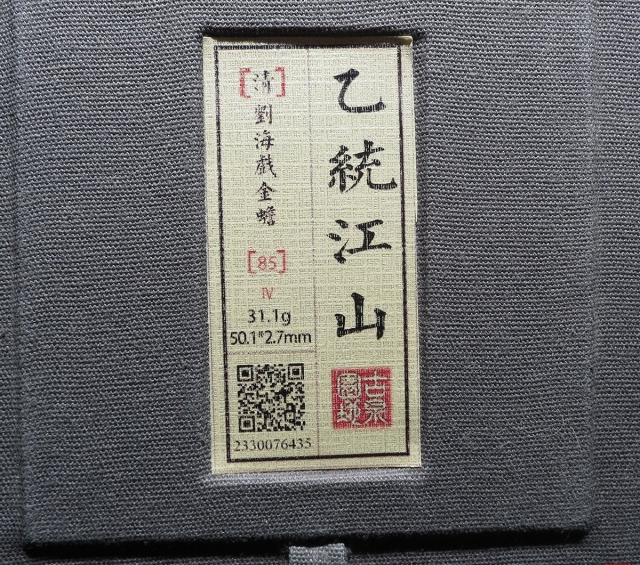 乙統江山
[清]
劉海戲金蟾
[85]
IV
31.1g
50.1*2.7mm
2330076435
古泉
園地